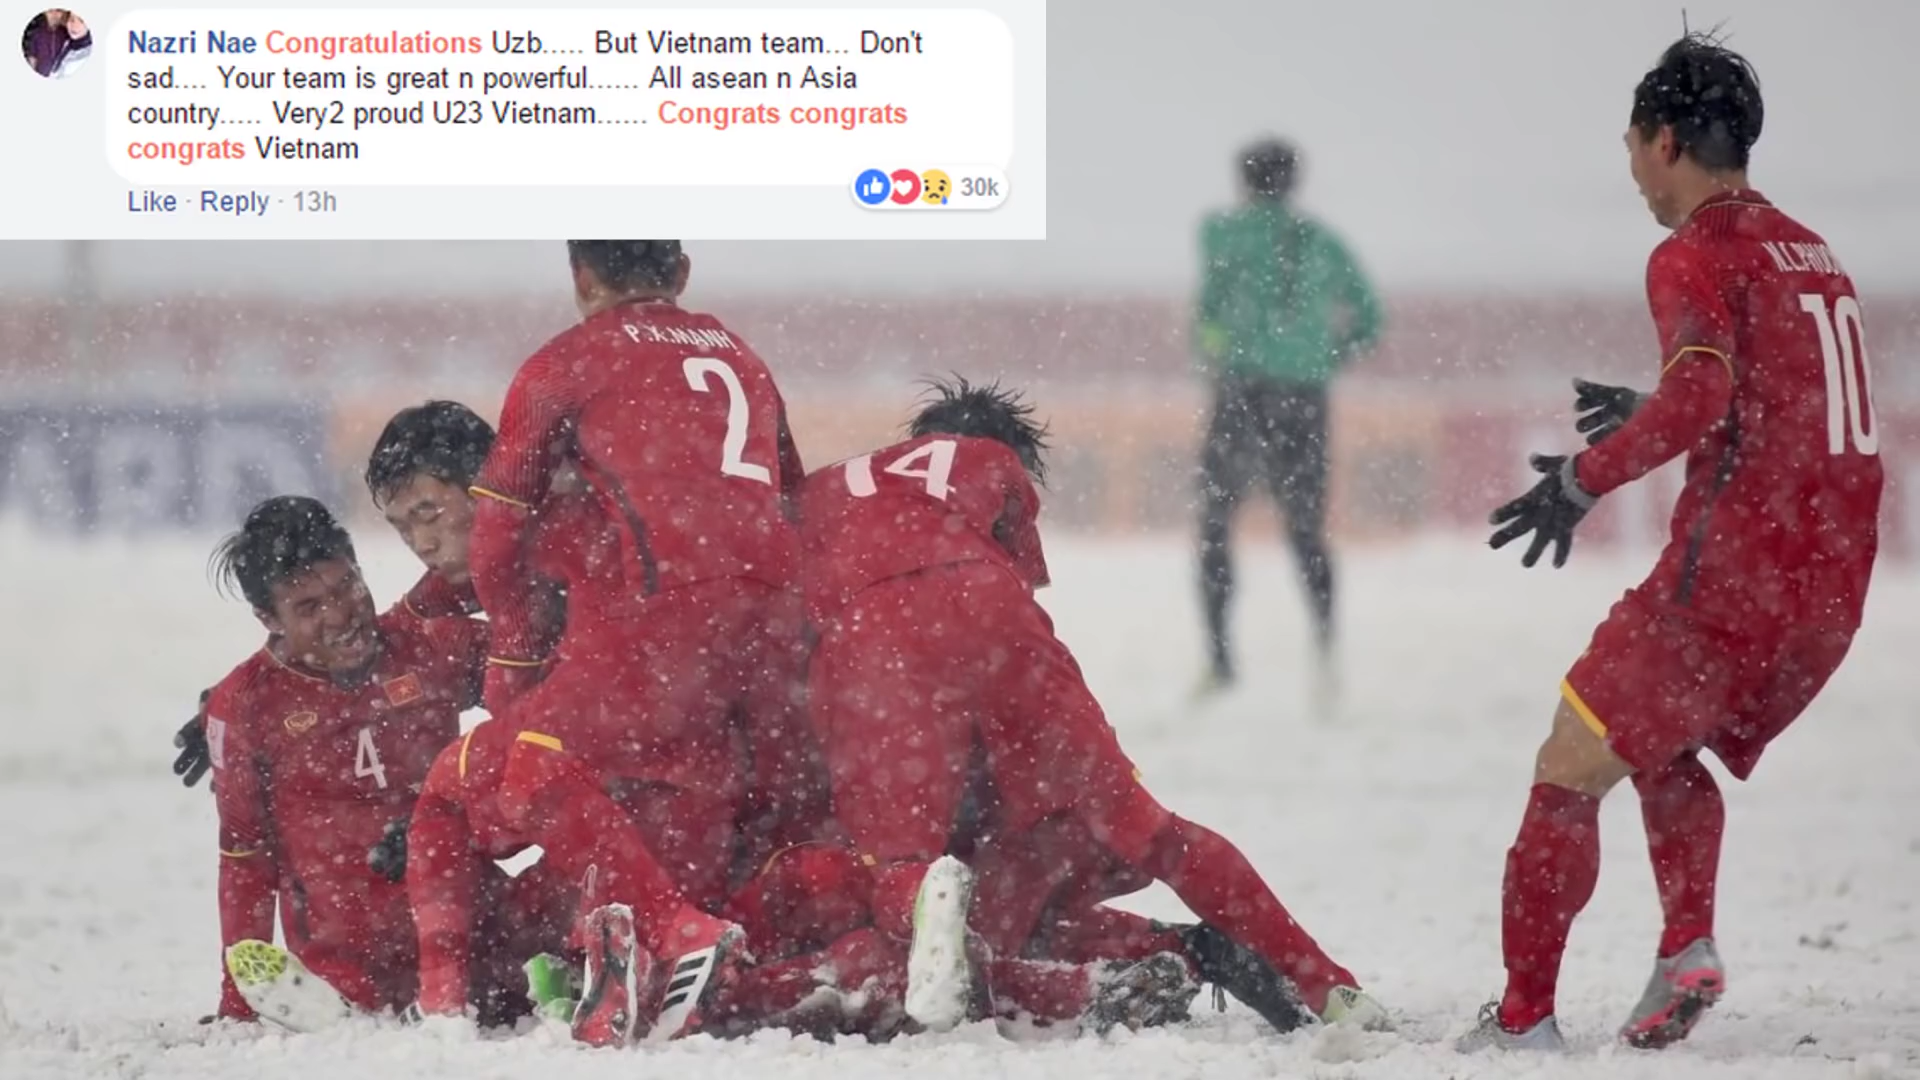 Nazri Nae Congratulations Uzb..... But Vietnam team... Don't
sad.... Your team is great n powerful...... All asean n Asia
country..... Very2 proud U23 Vietnam...... Congrats congrats
congrats Vietnam
Like · Reply · 13h
30k
P.X.MANH
2
14
10
4